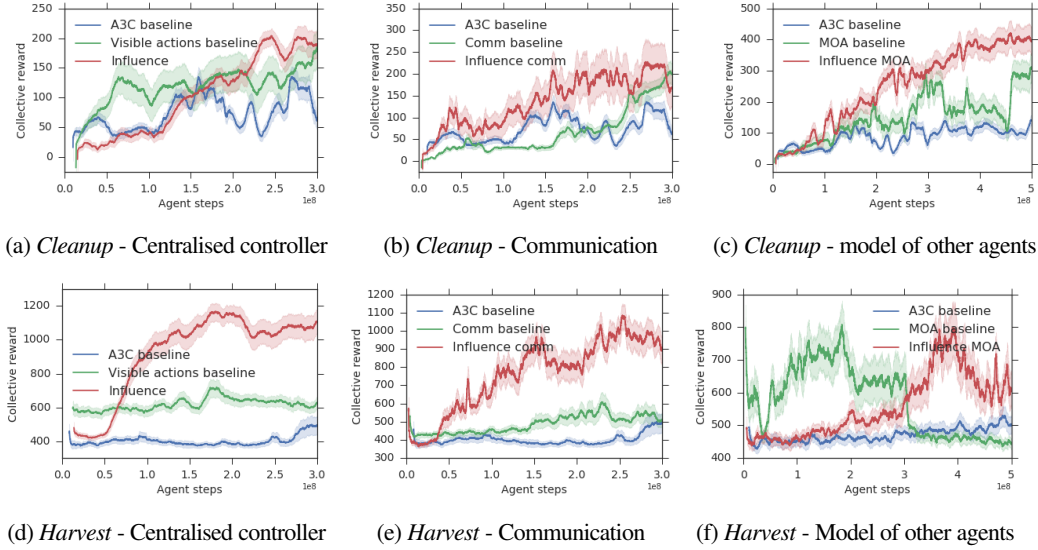 250
200
150
100
50
0
Collective reward
A3C baseline
Visible actions baseline
Influence
0.0 0.5 1.0 1.5 2.0 2.5 3.0
Agent steps 1e8
(a) Cleanup - Centralised controller
350
300
250
200
150
100
50
0
Collective reward
A3C baseline
Comm baseline
Influence comm
0.0 0.5 1.0 1.5 2.0 2.5 3.0
Agent steps 1e8
(b) Cleanup - Communication
500
400
300
200
100
0
Collective reward
A3C baseline
MOA baseline
Influence MOA
0 1 2 3 4 5
Agent steps 1e8
(c) Cleanup - model of other agents
1200
1000
800
600
400
Collective reward
A3C baseline
Visible actions baseline
Influence
0.0 0.5 1.0 1.5 2.0 2.5 3.0
Agent steps 1e8
(d) Harvest - Centralised controller
1200
1100
1000
900
800
700
600
500
400
300
Collective reward
A3C baseline
Comm baseline
Influence comm
0.0 0.5 1.0 1.5 2.0 2.5 3.0
Agent steps 1e8
(e) Harvest - Communication
900
800
700
600
500
400
Collective reward
A3C baseline
MOA baseline
Influence MOA
0 1 2 3 4 5
Agent steps 1e8
(f) Harvest - Model of other agents